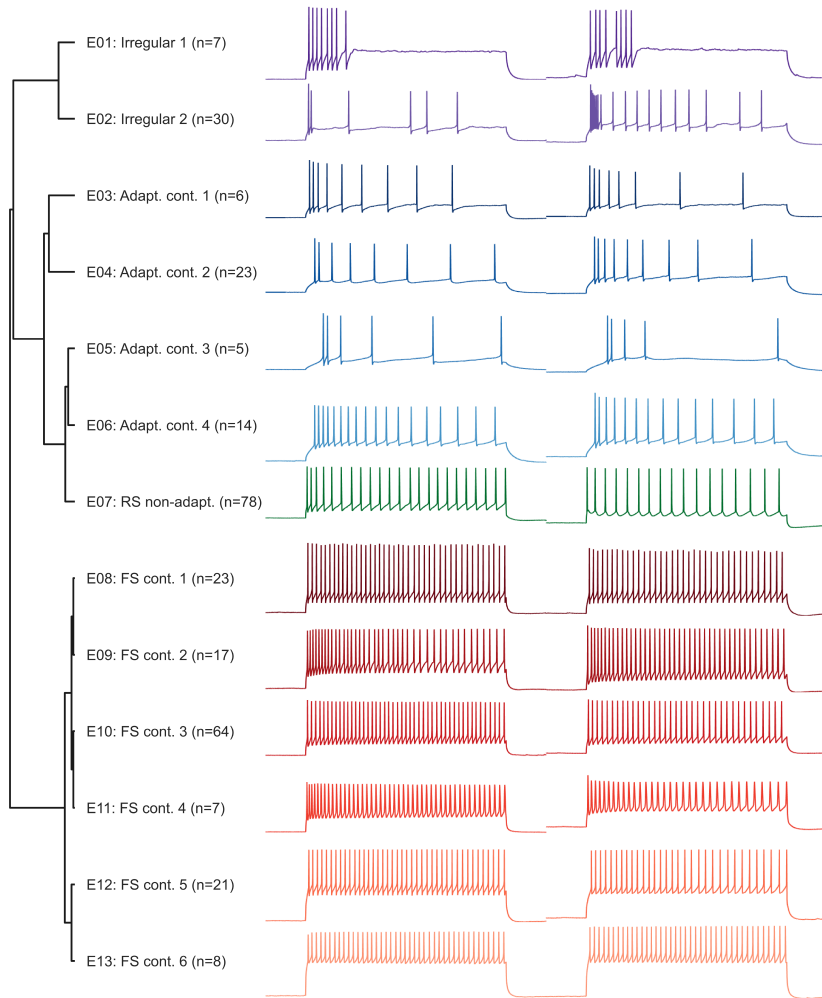 E01: Irregular 1 (n=7)
E02: Irregular 2 (n=30)
E03: Adapt. cont. 1 (n=6)
E04: Adapt. cont. 2 (n=23)
E05: Adapt. cont. 3 (n=5)
E06: Adapt. cont. 4 (n=14)
E07: RS non-adapt. (n=78)
E08: FS cont. 1 (n=23)
E09: FS cont. 2 (n=17)
E10: FS cont. 3 (n=64)
E11: FS cont. 4 (n=7)
E12: FS cont. 5 (n=21)
E13: FS cont. 6 (n=8)